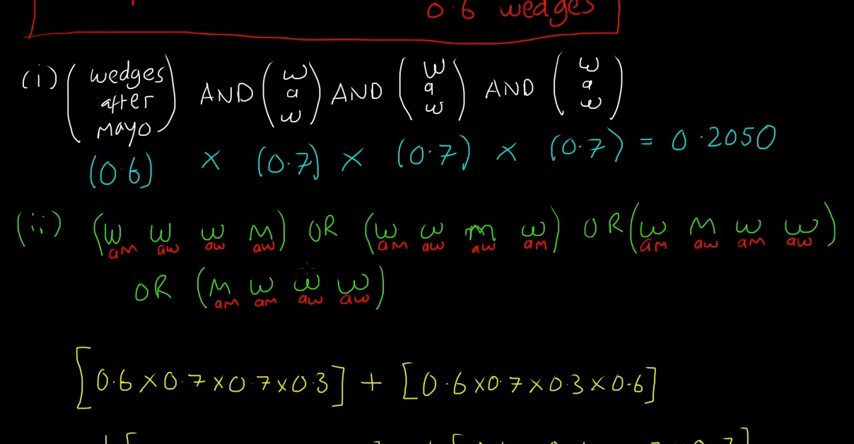 0.6 wedges
(i) (wedges after mayo) AND (w a w) AND (w a w) AND (w a w)
(0.6) × (0.7) × (0.7) × (0.7) = 0.2050
(ii) (W W W M) OR (W W M W) OR (W M W W)
am aw aw aw am aw aw am am aw am aw
OR (M W W W)
am am aw aw
[0.6×0.7×0.7×0.3] + [0.6×0.7×0.3×0.6]